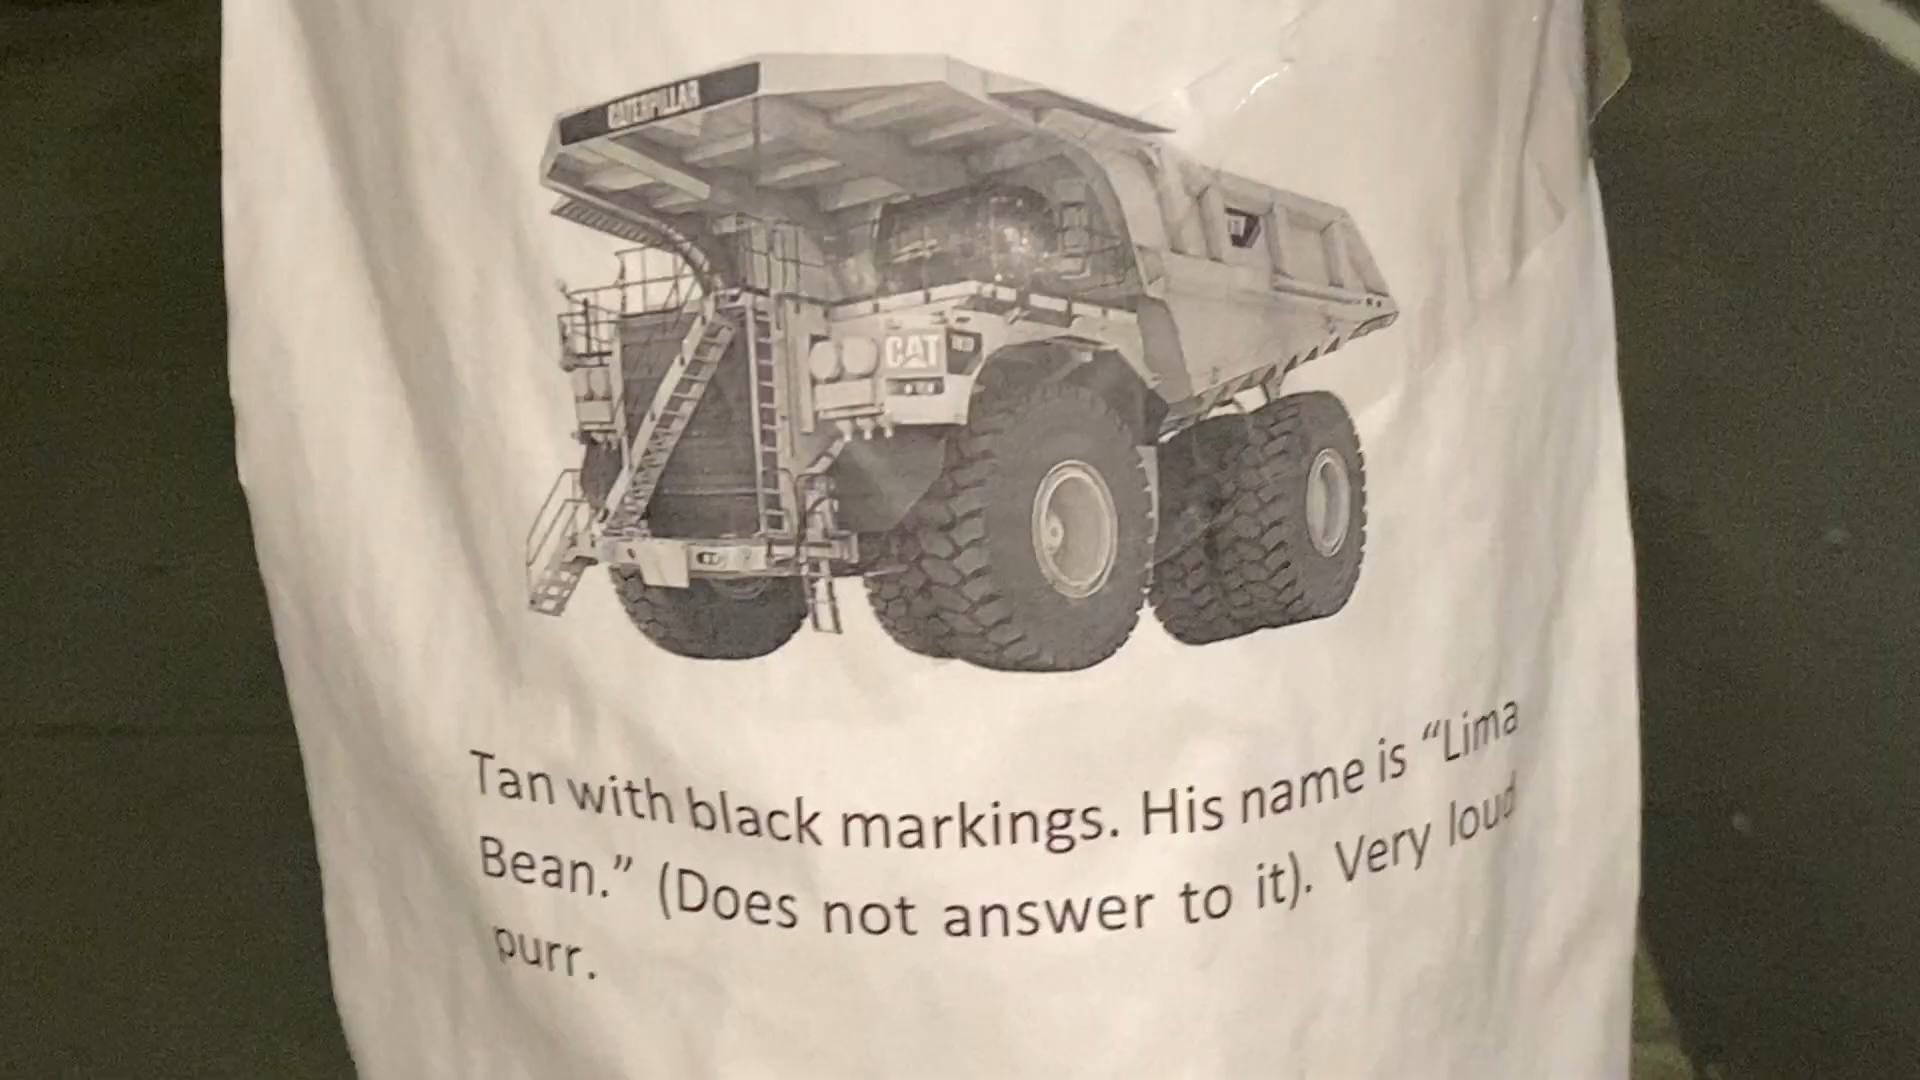 CATERPILLAR
CAT
Tan with black markings. His name is “Lima
Bean.” (Does not answer to it). Very loud
purr.